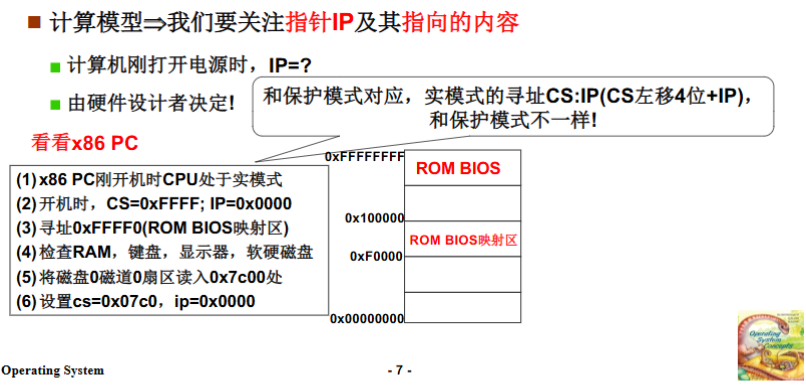 计算模型⇒我们要关注指针IP及其指向的内容
计算机刚打开电源时，IP=?
由硬件设计者决定!
和保护模式对应，实模式的寻址CS:IP(CS左移4位+IP)，
和保护模式不一样!
看看x86 PC
(1)x86 PC刚开机时CPU处于实模式
(2)开机时，CS=0xFFFF; IP=0x0000
(3)寻址0xFFFF0(ROM BIOS映射区)
(4)检查RAM，键盘，显示器，软硬磁盘
(5)将磁盘0磁道0扇区读入0x7c00处
(6)设置cs=0x07c0，ip=0x0000
0xFFFFFFFF
ROM BIOS
0x100000
ROM BIOS映射区
0xF0000
0x00000000
Operating System Concepts
Operating System
- 7 -